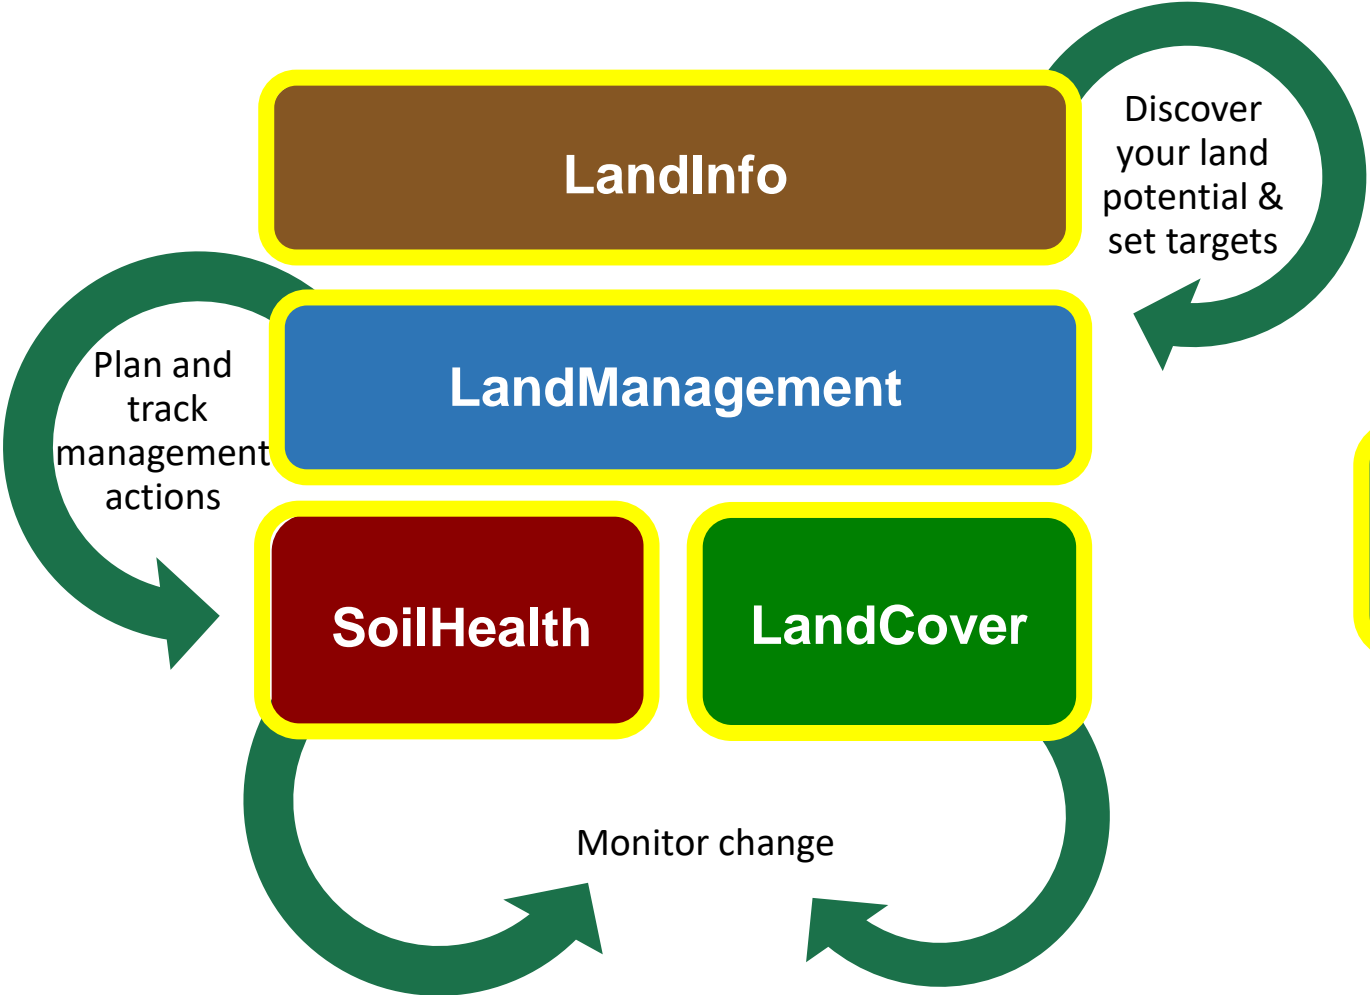 LandInfo
Discover
your land
potential &
set targets
LandManagement
Plan and
track
management
actions
SoilHealth
LandCover
Monitor change